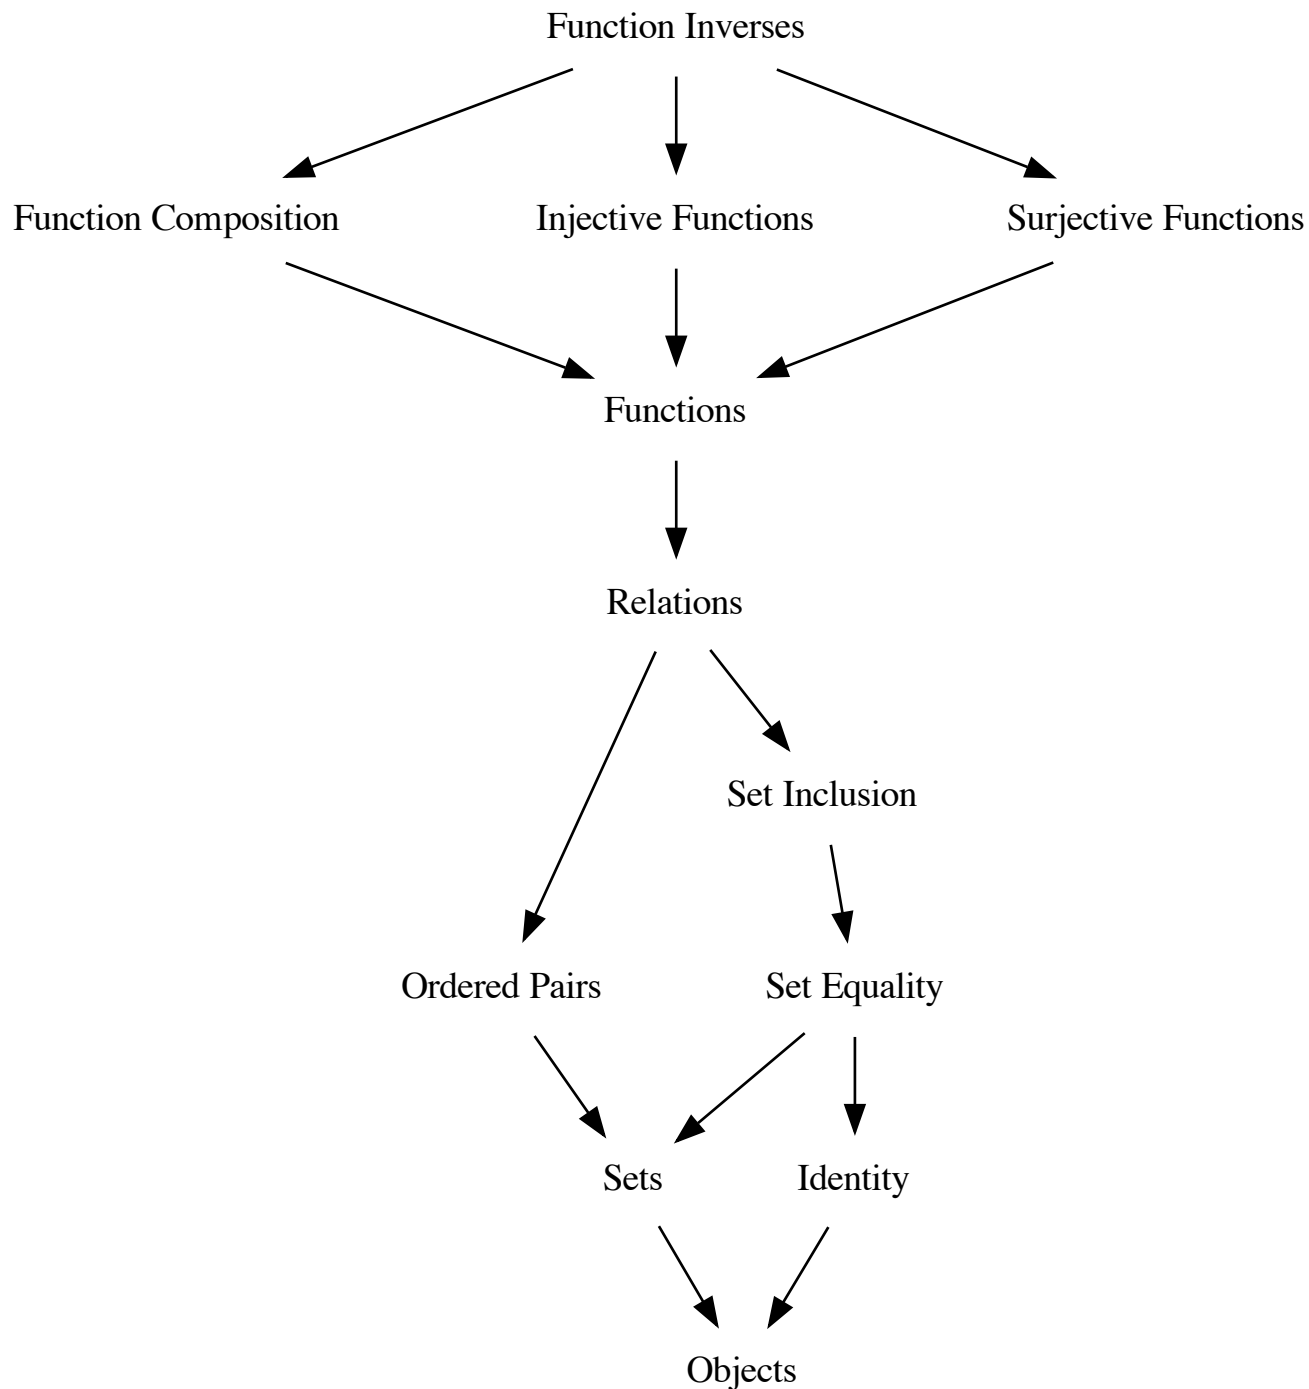 Function Inverses
Function Composition
Injective Functions
Surjective Functions
Functions
Relations
Set Inclusion
Ordered Pairs
Set Equality
Sets
Identity
Objects